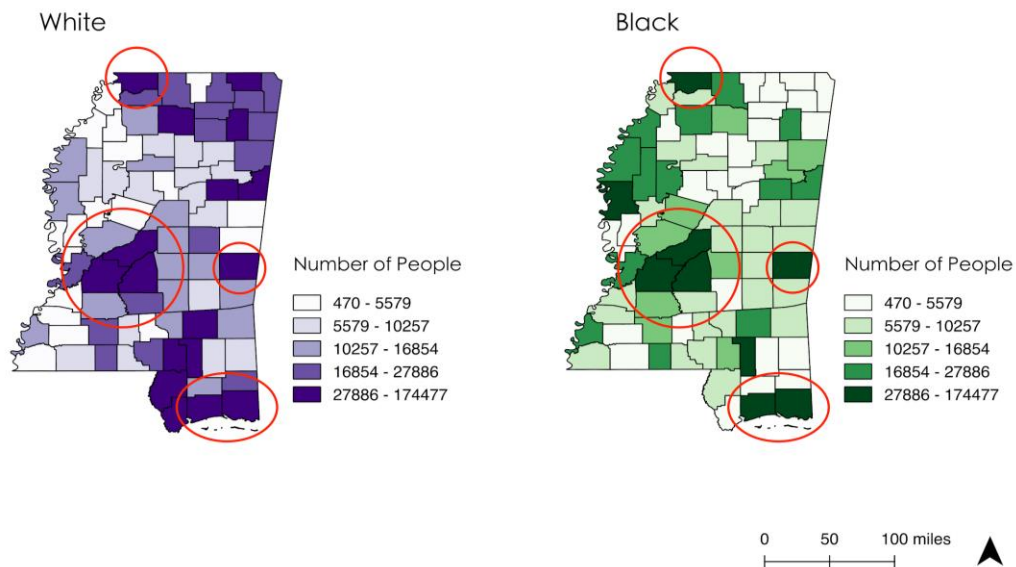 White
Number of People
470 - 5579
5579 - 10257
10257 - 16854
16854 - 27886
27886 - 174477
Black
Number of People
470 - 5579
5579 - 10257
10257 - 16854
16854 - 27886
27886 - 174477
0 50 100 miles